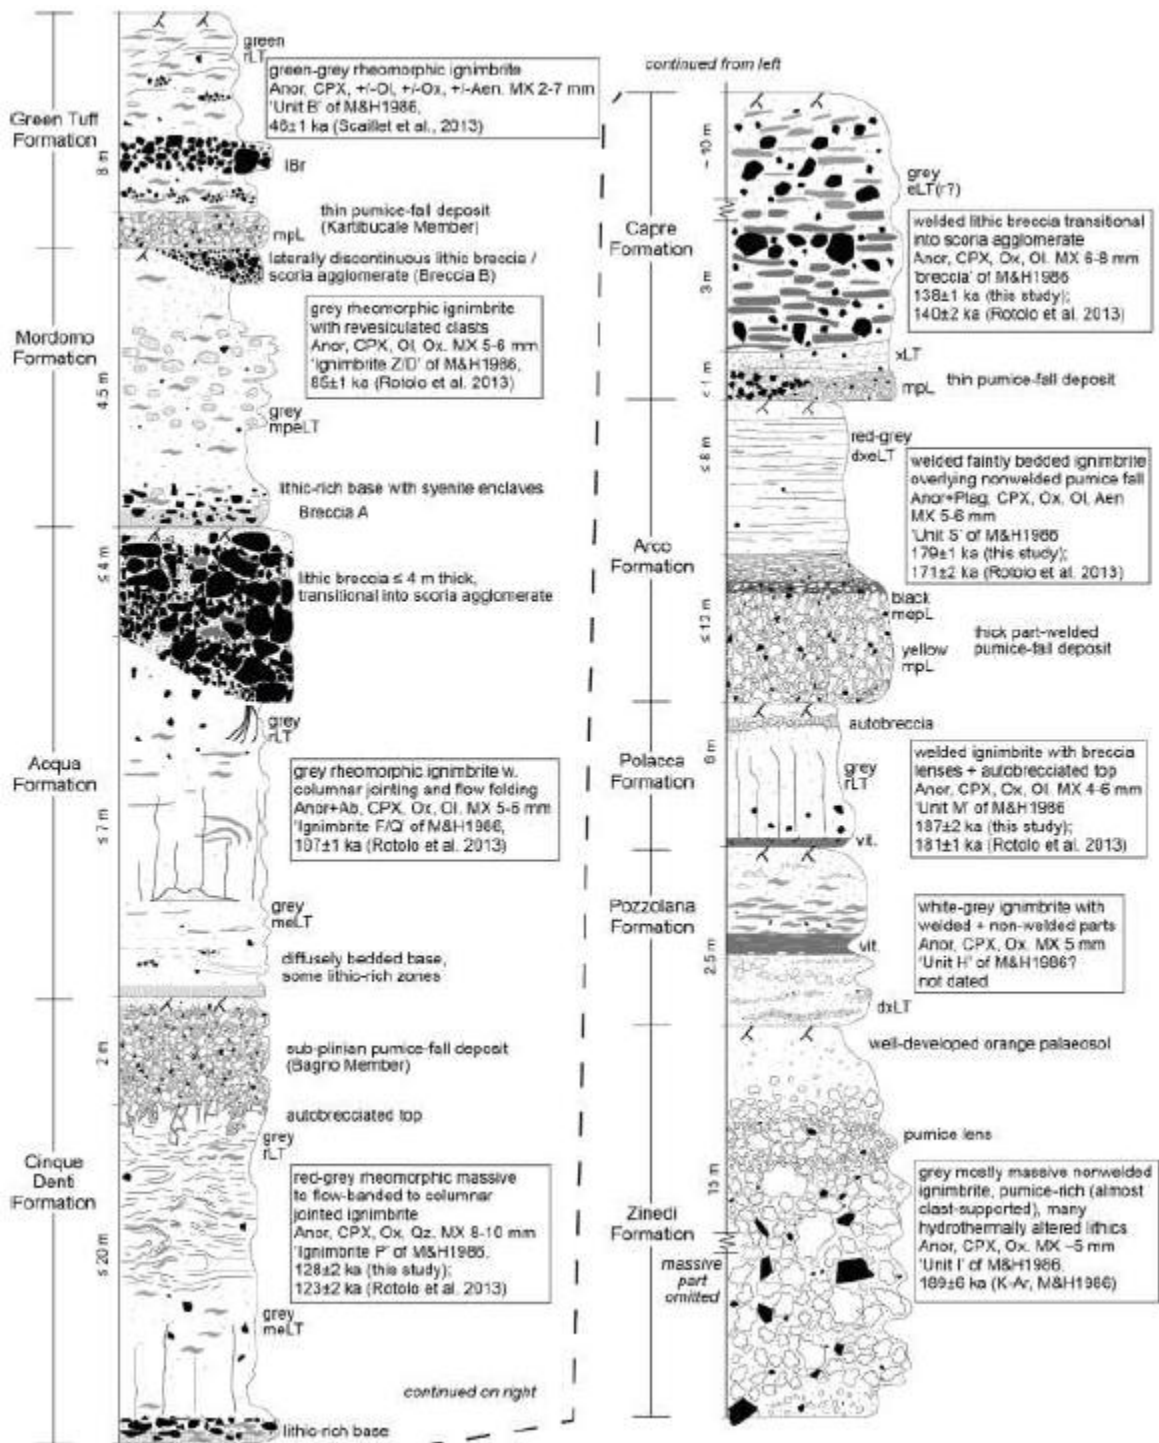 green
rLT
green-grey rheomorphic ignimbrite
Anor, CPX, +/-Ol, +/-Ox, +/-Aen. MX 2-7 mm
'Unit B' of M&H1986,
46±1 ka (Scaillet et al., 2013)
Green Tuff
Formation
8 m
lBr
thin pumice-fall deposit
(Kartibucale Member)
mpL
laterally discontinuous lithic breccia /
scoria agglomerate (Breccia B)
grey rheomorphic ignimbrite
with revesiculated clasts
Anor, CPX, Ol, Ox. MX 5-6 mm
'Ignimbrite Z/D' of M&H1986,
85±1 ka (Rotolo et al. 2013)
Mordomo
Formation
4.5 m
grey
mpeLT
lithic-rich base with syenite enclaves
Breccia A
≤ 4 m
lithic breccia ≤ 4 m thick,
transitional into scoria agglomerate
grey
rLT
Acqua
Formation
≤ 7 m
grey rheomorphic ignimbrite w.
columnar jointing and flow folding
Anor+Ab, CPX, Ox, Ol. MX 5-6 mm
'Ignimbrite F/Q' of M&H1986,
107±1 ka (Rotolo et al. 2013)
grey
meLT
diffusely bedded base,
some lithic-rich zones
2 m
sub-plinian pumice-fall deposit
(Bagno Member)
autobrecciated top
grey
rLT
Cinque
Denti
Formation
≤ 20 m
red-grey rheomorphic massive
to flow-banded to columnar
jointed ignimbrite
Anor, CPX, Ox, Qz. MX 8-10 mm
'Ignimbrite P' of M&H1986,
128±2 ka (this study);
123±2 ka (Rotolo et al. 2013)
grey
meLT
continued on right
lithic-rich base
continued from left
~10 m
grey
eLT(r?)
Capre
Formation
3 m
welded lithic breccia transitional
into scoria agglomerate
Anor, CPX, Ox, Ol. MX 6-8 mm
'breccia' of M&H1986
138±1 ka (this study);
140±2 ka (Rotolo et al. 2013)
xLT
< 1 m
mpL
thin pumice-fall deposit
≤ 8 m
red-grey
dxeLT
welded faintly bedded ignimbrite
overlying nonwelded pumice fall
Anor+Plag, CPX, Ox, Ol, Aen
MX 5-6 mm
'Unit S' of M&H1986
179±1 ka (this study);
171±2 ka (Rotolo et al. 2013)
Arco
Formation
black
mepL
yellow
mpL
thick part-welded
pumice-fall deposit
autobreccia
Polacca
Formation
6 m
grey
rLT
welded ignimbrite with breccia
lenses + autobrecciated top
Anor, CPX, Ox, Ol. MX 4-6 mm
'Unit M' of M&H1986
187±2 ka (this study);
181±1 ka (Rotolo et al. 2013)
vit.
Pozzolana
Formation
2.5 m
white-grey ignimbrite with
welded + non-welded parts
Anor, CPX, Ox. MX 5 mm
'Unit H' of M&H1986?
not dated
vit.
dxLT
well-developed orange palaeosol
pumice lens
Zinedi
Formation
massive
part
omitted
grey mostly massive nonwelded
ignimbrite, pumice-rich (almost
clast-supported), many
hydrothermally altered lithics
Anor, CPX, Ox. MX ~5 mm
'Unit I' of M&H1986,
189±6 ka (K-Ar, M&H1986)